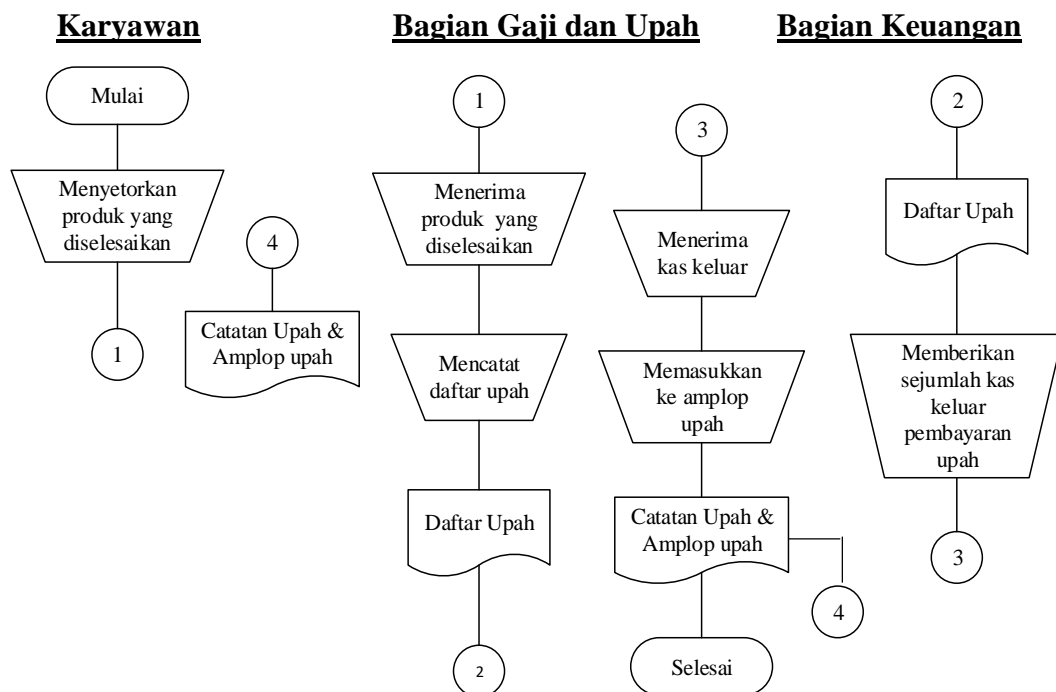 Karyawan
Bagian Gaji dan Upah
Bagian Keuangan
Mulai
Menyetorkan
produk yang
diselesaikan
1
4
Catatan Upah &
Amplop upah
1
Menerima
produk yang
diselesaikan
Mencatat
daftar upah
Daftar Upah
2
3
Menerima
kas keluar
Memasukkan
ke amplop
upah
Catatan Upah &
Amplop upah
4
Selesai
2
Daftar Upah
Memberikan
sejumlah kas
keluar
pembayaran
upah
3